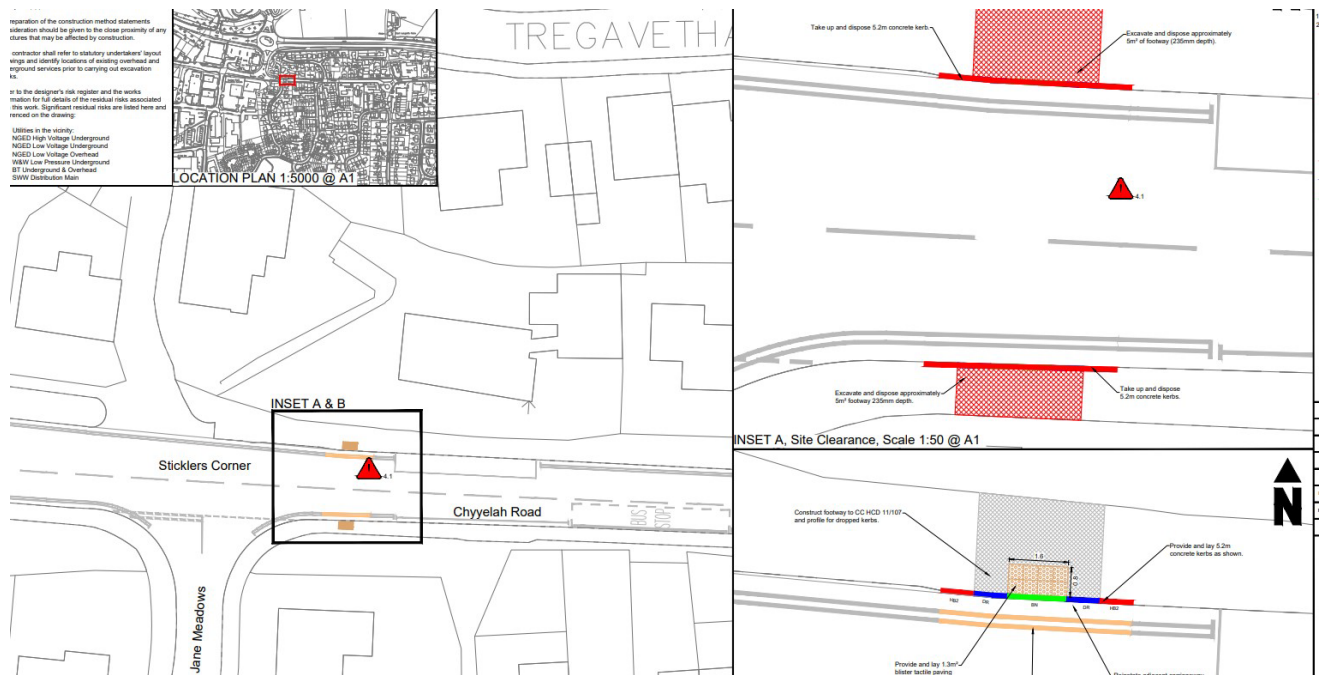 reparation of the construction method statements
sideration should be given to the close proximity of any
ctures that may be affected by construction.
contractor shall refer to statutory undertakers' layout
wings and identify locations of existing overhead and
erground services prior to carrying out excavation
ks.
er to the designer's risk register and the works
rmation for full details of the residual risks associated
this work. Significant residual risks are listed here and
renced on the drawing:
Utilities in the vicinity:
NGED High Voltage Underground
NGED Low Voltage Underground
NGED Low Voltage Overhead
W&W Low Pressure Underground
BT Underground & Overhead
SWW Distribution Main
LOCATION PLAN 1:5000 @ A1
TREGAVETHA
INSET A & B
Sticklers Corner
4.1
Chyyelah Road
BUS
STOP
Jane Meadows
Take up and dispose 5.2m concrete kerb.
Excavate and dispose approximately
5m² of footway (235mm depth).
4.1
Excavate and dispose approximately
5m² footway 235mm depth.
Take up and dispose
5.2m concrete kerbs.
INSET A, Site Clearance, Scale 1:50 @ A1
N
Construct footway to CC HCD 11/107
and profile for dropped kerbs.
1.6
0.8
Provide and lay 5.2m
concrete kerbs as shown.
HB2
BN
DR
HB2
Provide and lay 1.3m²
blister tactile paving